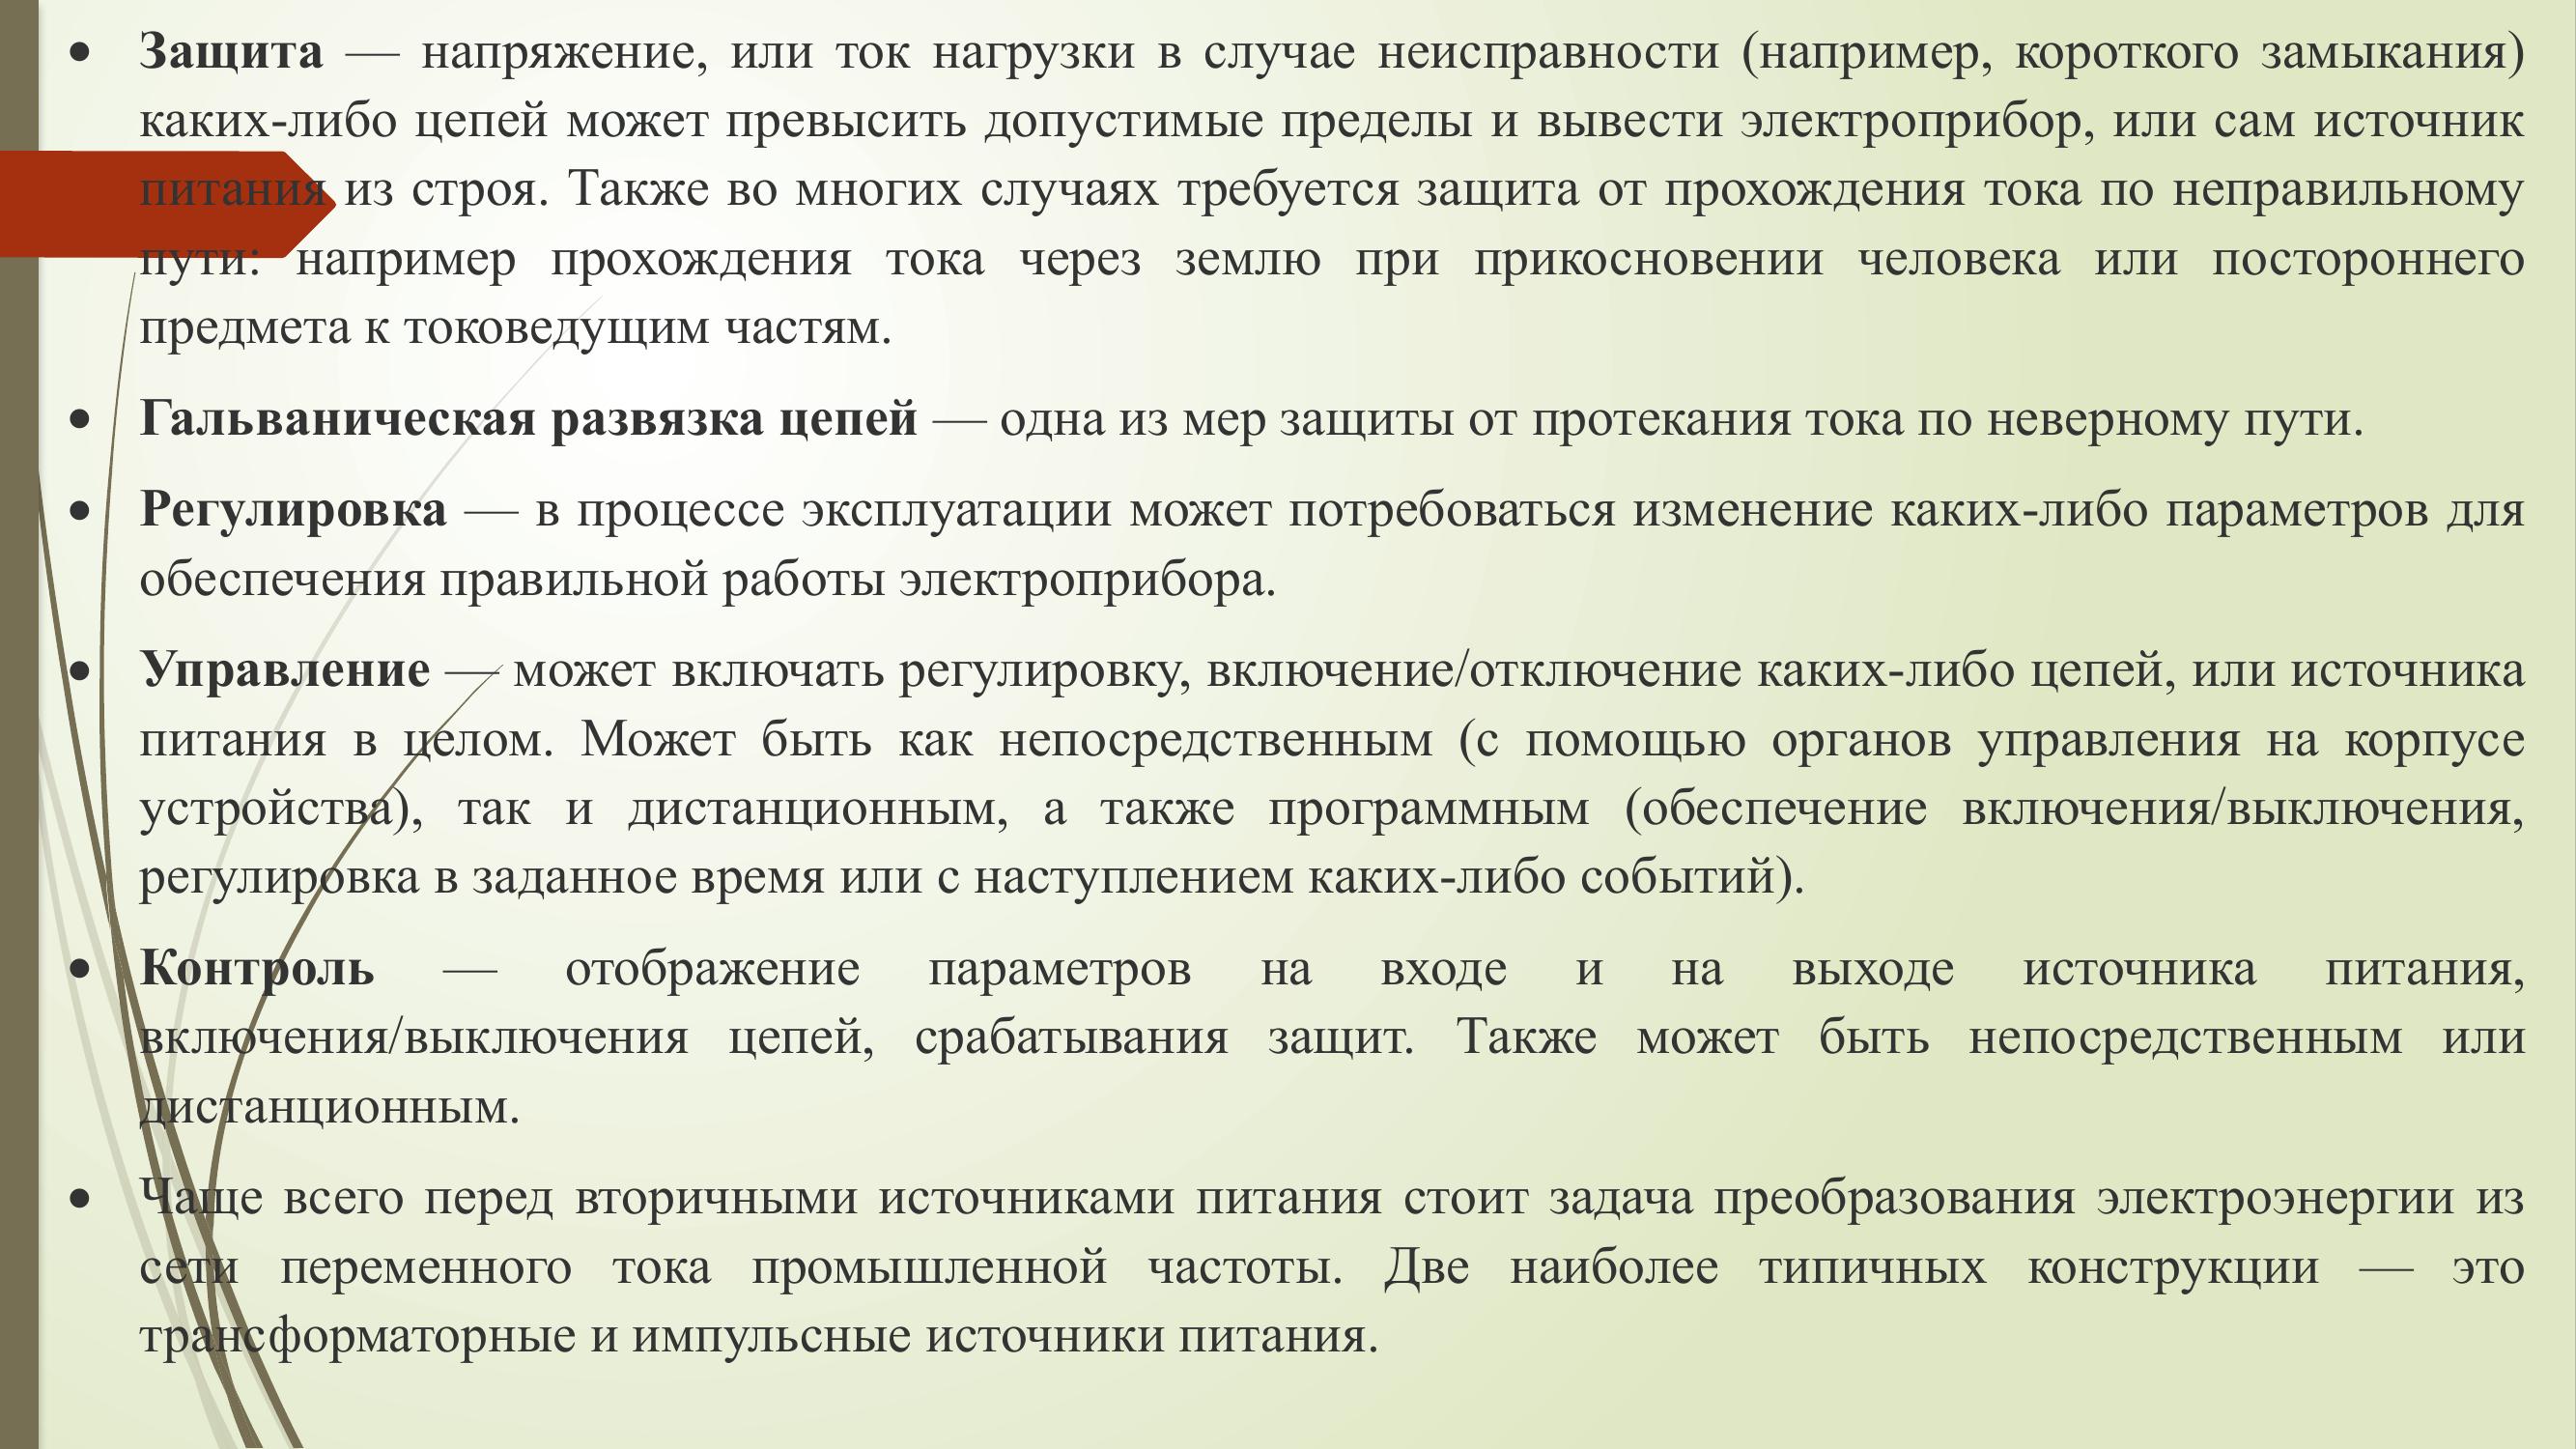 • Защита — напряжение, или ток нагрузки в случае неисправности (например, короткого замыкания)
каких-либо цепей может превысить допустимые пределы и вывести электроприбор, или сам источник
питания из строя. Также во многих случаях требуется защита от прохождения тока по неправильному
пути: например прохождения тока через землю при прикосновении человека или постороннего
предмета к токоведущим частям.
• Гальваническая развязка цепей — одна из мер защиты от протекания тока по неверному пути.
• Регулировка — в процессе эксплуатации может потребоваться изменение каких-либо параметров для
обеспечения правильной работы электроприбора.
• Управление — может включать регулировку, включение/отключение каких-либо цепей, или источника
питания в целом. Может быть как непосредственным (с помощью органов управления на корпусе
устройства), так и дистанционным, а также программным (обеспечение включения/выключения,
регулировка в заданное время или с наступлением каких-либо событий).
• Контроль — отображение параметров на входе и на выходе источника питания,
включения/выключения цепей, срабатывания защит. Также может быть непосредственным или
дистанционным.
• Чаще всего перед вторичными источниками питания стоит задача преобразования электроэнергии из
сети переменного тока промышленной частоты. Две наиболее типичных конструкции — это
трансформаторные и импульсные источники питания.